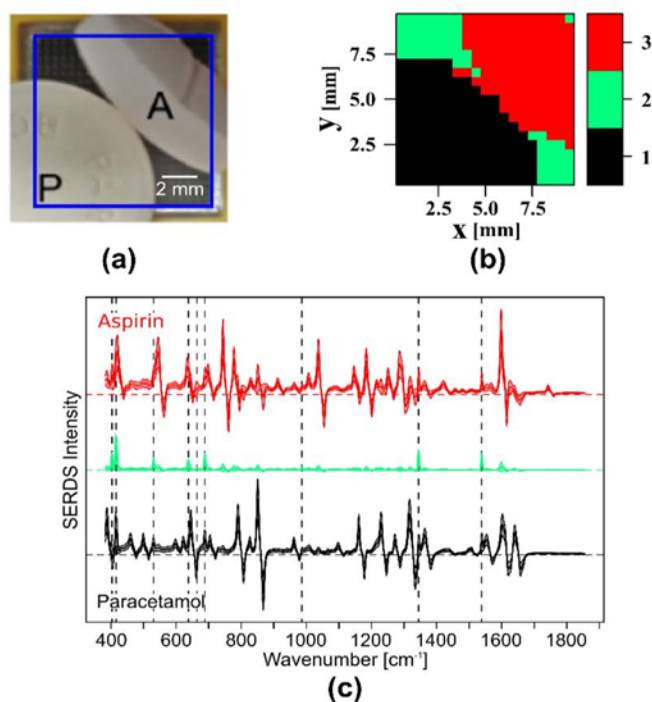 A
P
2 mm
(a)
7.5
5.0
2.5
y [mm]
2.5 5.0 7.5
x [mm]
3
2
1
(b)
Aspirin
SERDS Intensity
Paracetamol
400 600 800 1000 1200 1400 1600 1800
Wavenumber [cm⁻¹]
(c)